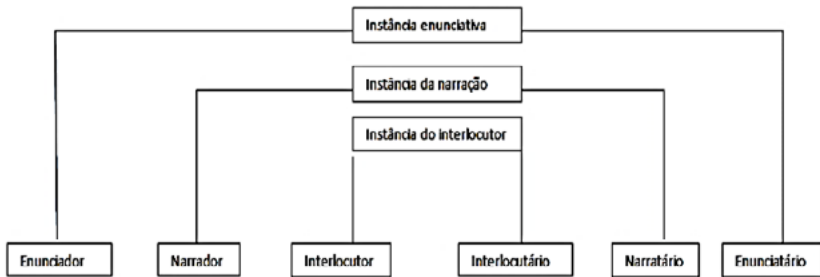 Instância enunciativa
Instância da narração
Instância do interlocutor
Enunciador Narrador Interlocutor Interlocutário Narratário Enunciatário